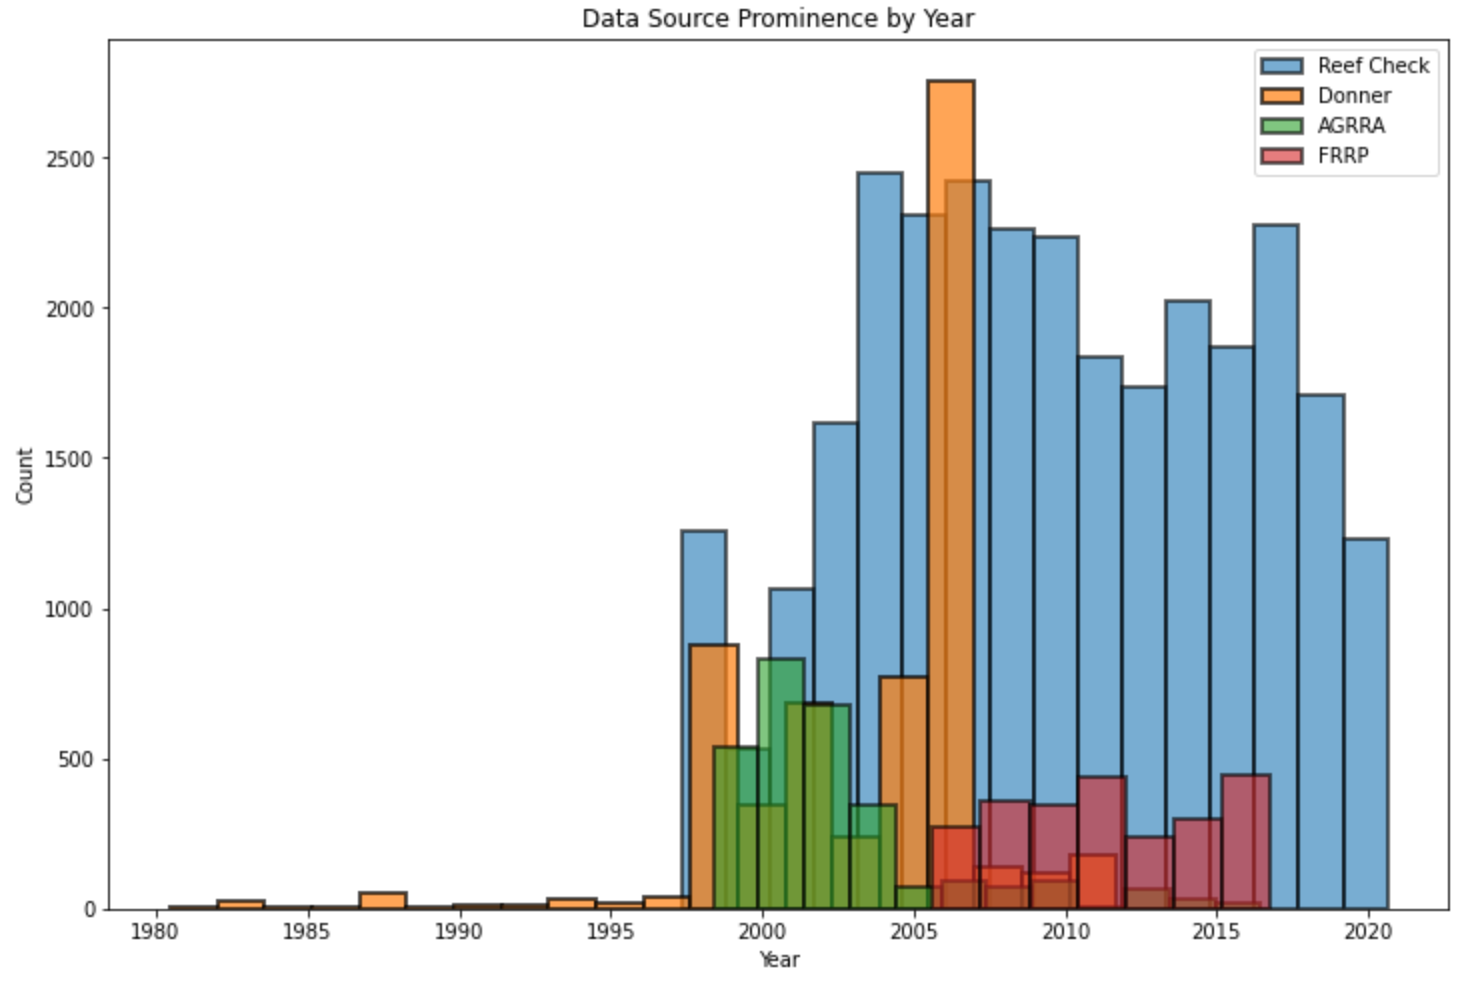 Data Source Prominence by Year
Reef Check
Donner
AGRRA
FRRP
2500
2000
1500
1000
500
0
Count
1980 1985 1990 1995 2000 2005 2010 2015 2020
Year